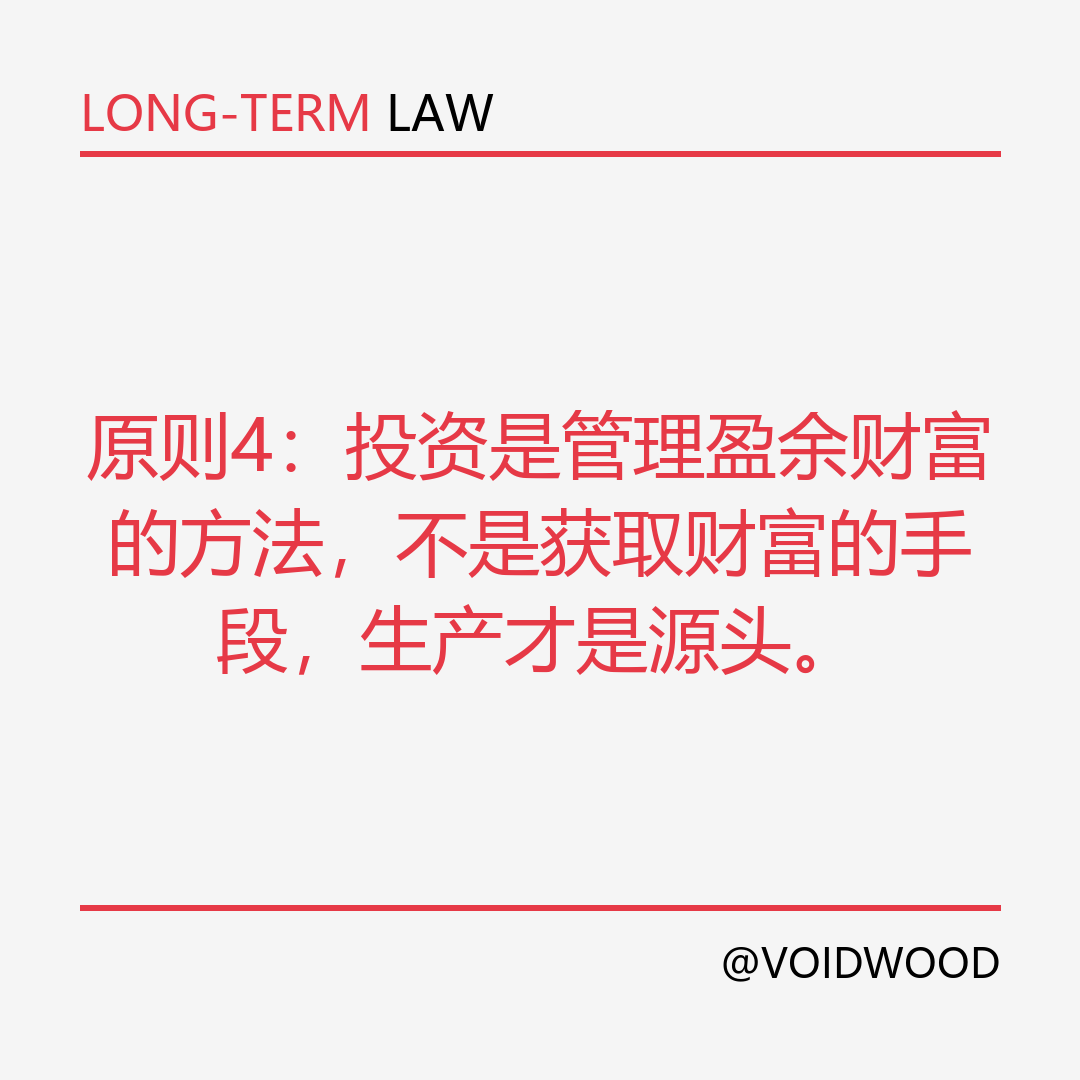 LONG-TERM LAW
原则4：投资是管理盈余财富
的方法，不是获取财富的手
段，生产才是源头。
@VOIDWOOD